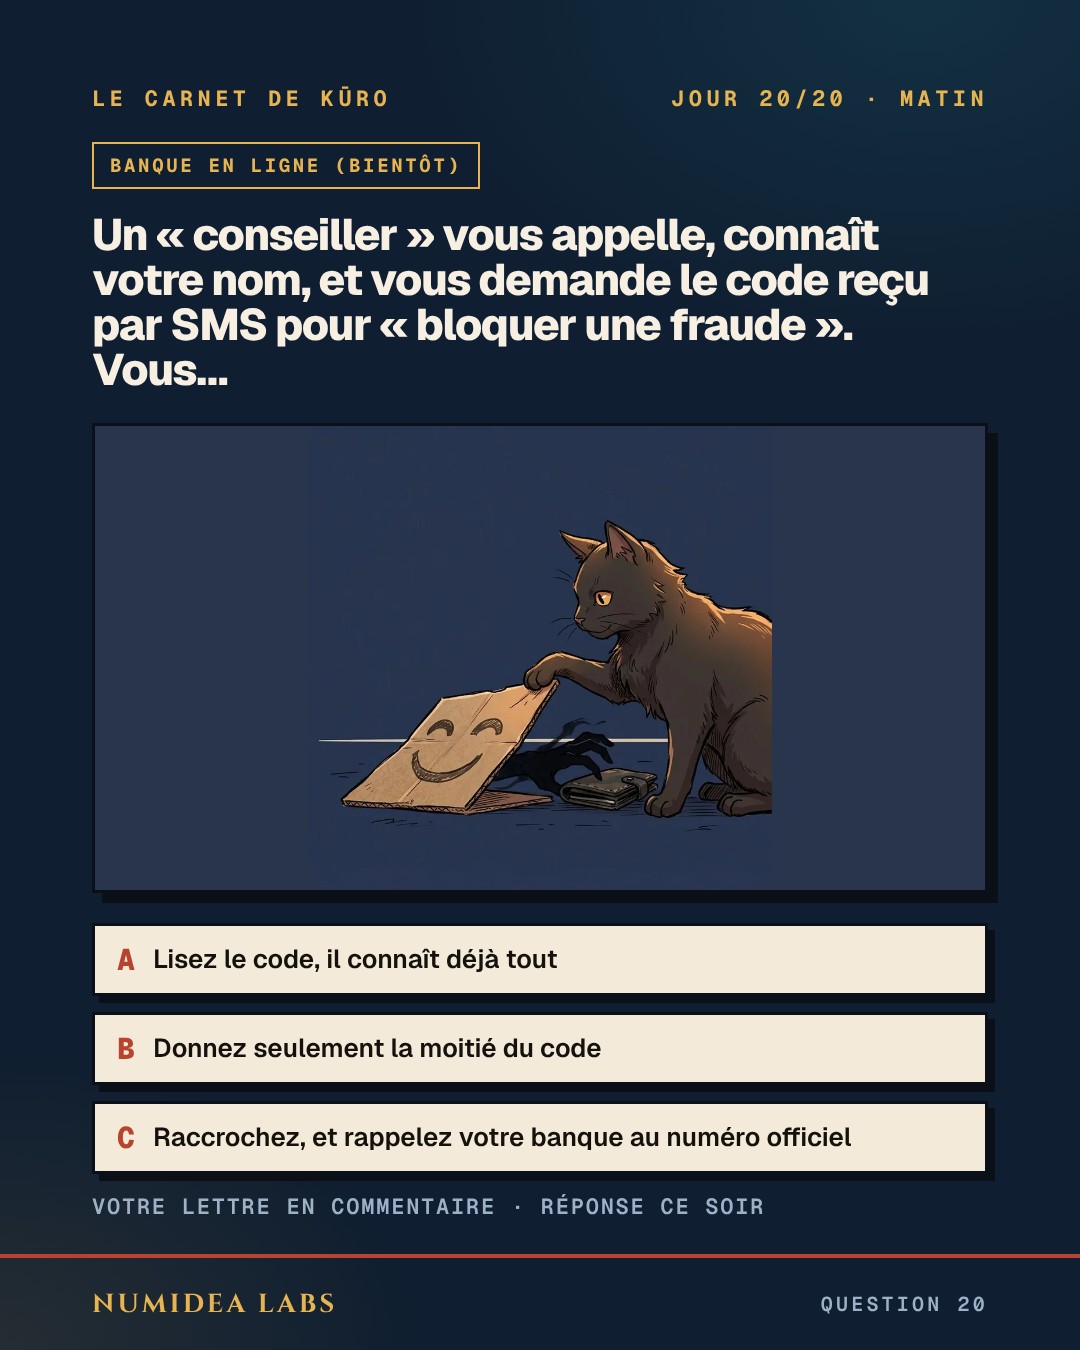 LE CARNET DE KŪRO
JOUR 20/20 · MATIN
BANQUE EN LIGNE (BIENTÔT)
Un « conseiller » vous appelle, connaît
votre nom, et vous demande le code reçu
par SMS pour « bloquer une fraude ».
Vous...
A Lisez le code, il connaît déjà tout
B Donnez seulement la moitié du code
C Raccrochez, et rappelez votre banque au numéro officiel
VOTRE LETTRE EN COMMENTAIRE · RÉPONSE CE SOIR
NUMIDEA LABS
QUESTION 20